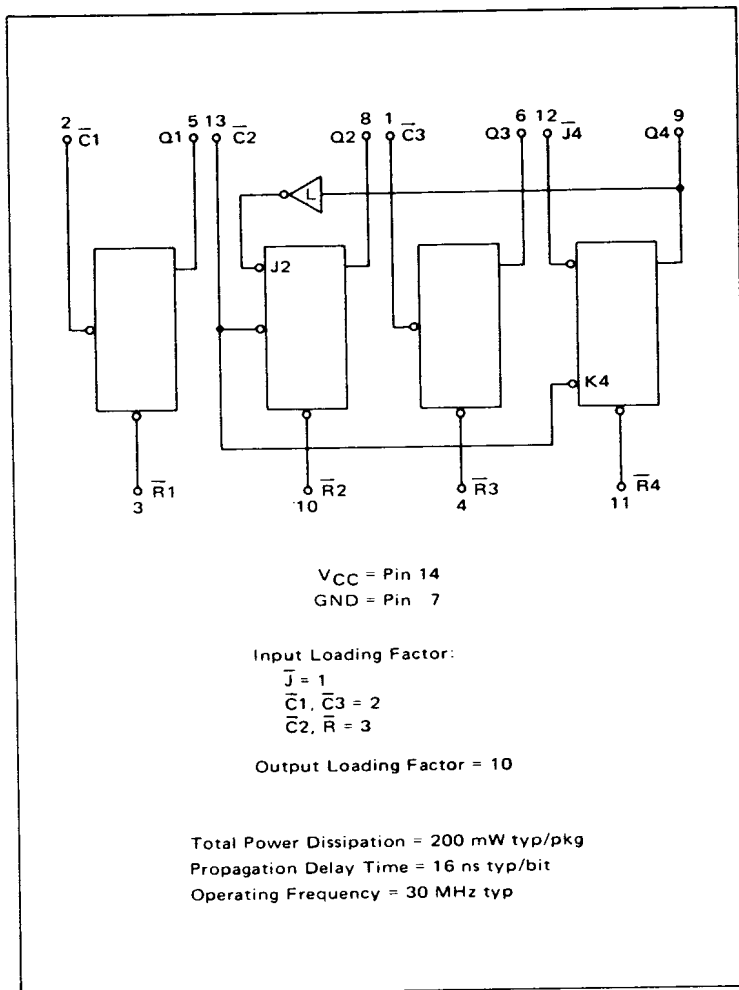 2 C̅1 5 Q1 13 C̅2 8 Q2 1 C̅3 6 Q3 12 J̅4 9 Q4
L
J2
K4
3 R̅1 10 R̅2 4 R̅3 11 R̅4
VCC = Pin 14
GND = Pin 7
Input Loading Factor:
J̅ = 1
C̅1, C̅3 = 2
C̅2, R̅ = 3
Output Loading Factor = 10
Total Power Dissipation = 200 mW typ/pkg
Propagation Delay Time = 16 ns typ/bit
Operating Frequency = 30 MHz typ